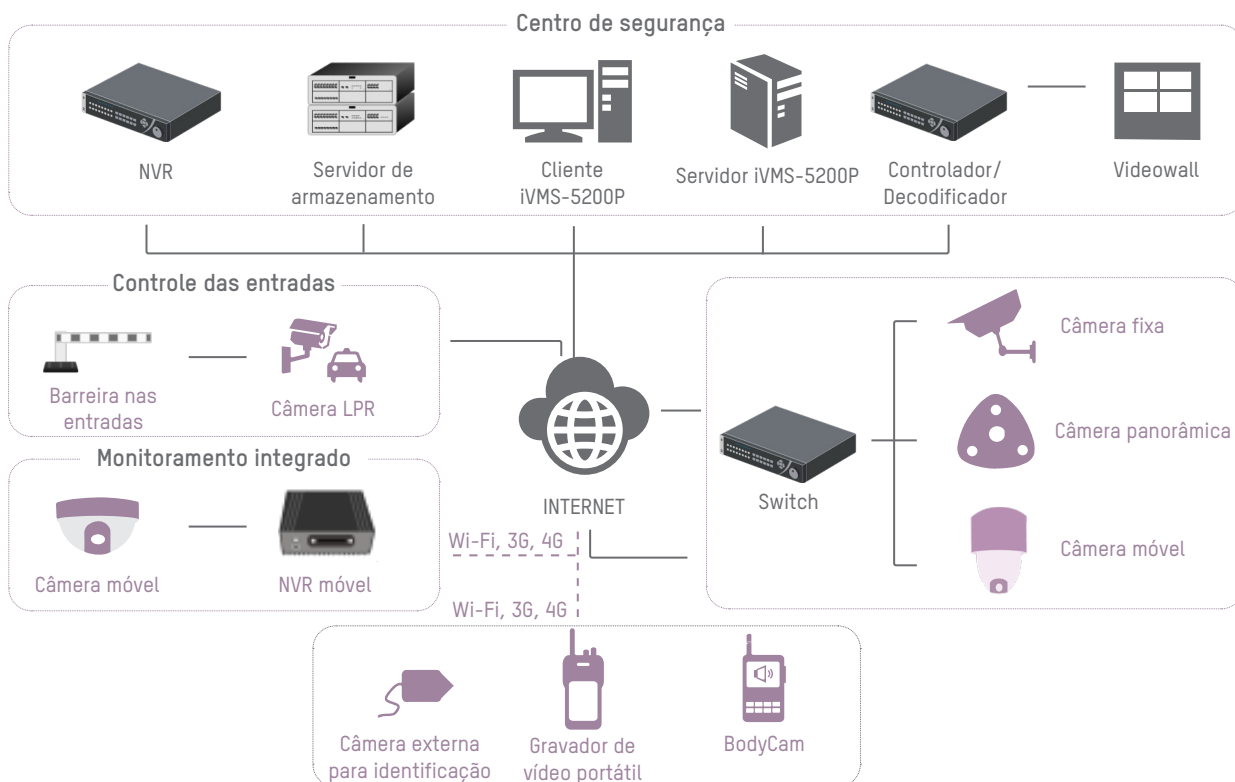 Centro de segurança
NVR
Servidor de
armazenamento
Cliente
iVMS-5200P
Servidor iVMS-5200P
Controlador/
Decodificador
Videowall
Controle das entradas
Barreira nas
entradas
Câmera LPR
Monitoramento integrado
Câmera móvel
NVR móvel
INTERNET
Wi-Fi, 3G, 4G
Wi-Fi, 3G, 4G
Switch
Câmera fixa
Câmera panorâmica
Câmera móvel
Câmera externa
para identificação
Gravador de
vídeo portátil
BodyCam